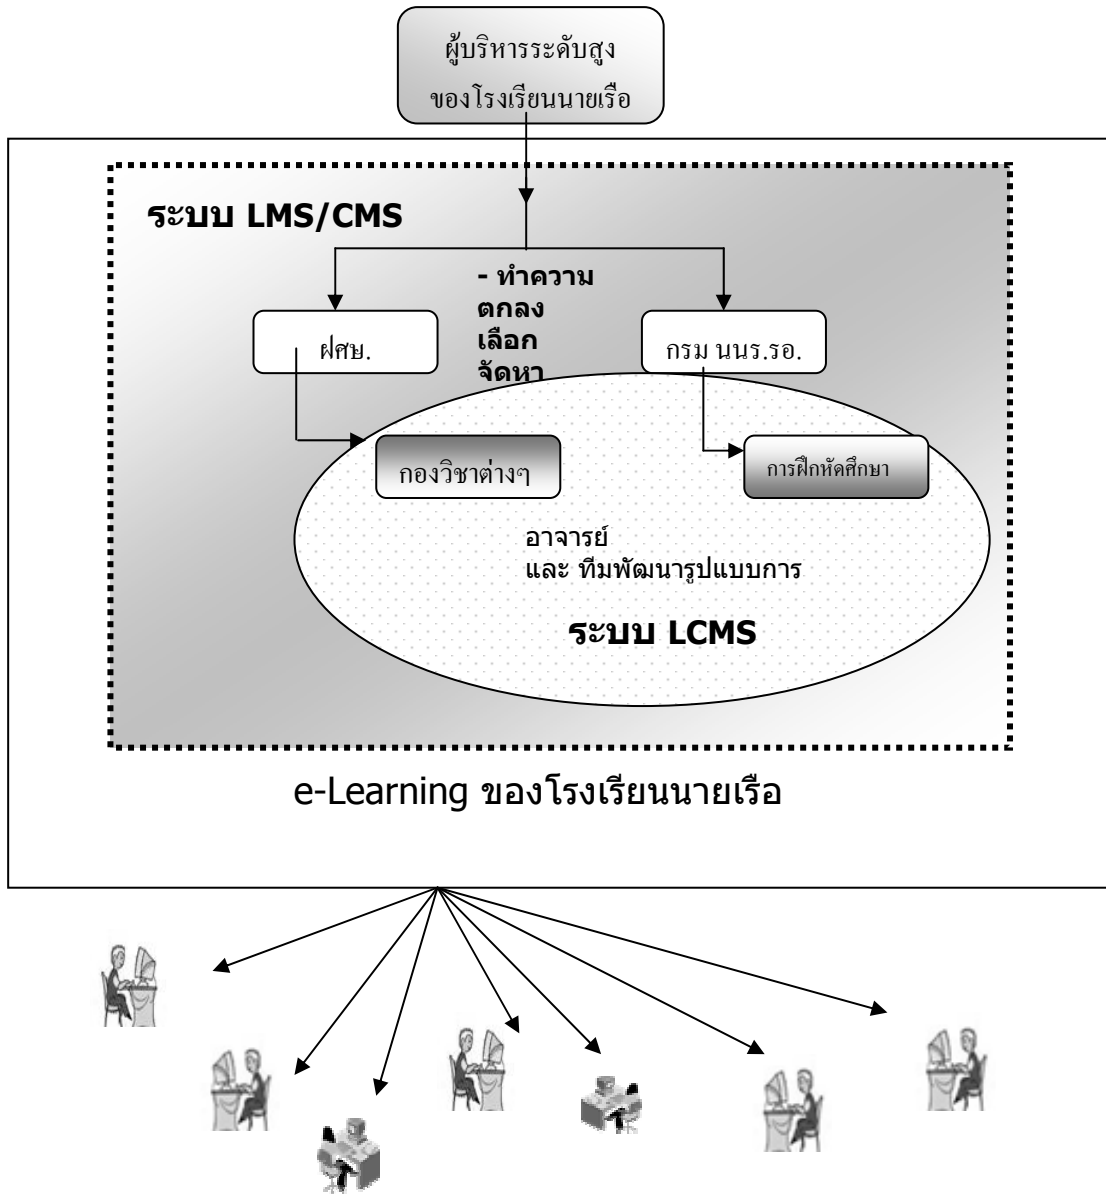 ผู้บริหารระดับสูง
ของโรงเรียนนายเรือ
ระบบ LMS/CMS
- ทำความ
ตกลง
เลือก
จัดหา
ฝศษ.
กรม นนร.รอ.
กองวิชาต่างๆ
การฝึกหัดศึกษา
อาจารย์
และ ทีมพัฒนารูปแบบการ
ระบบ LCMS
e-Learning ของโรงเรียนนายเรือ